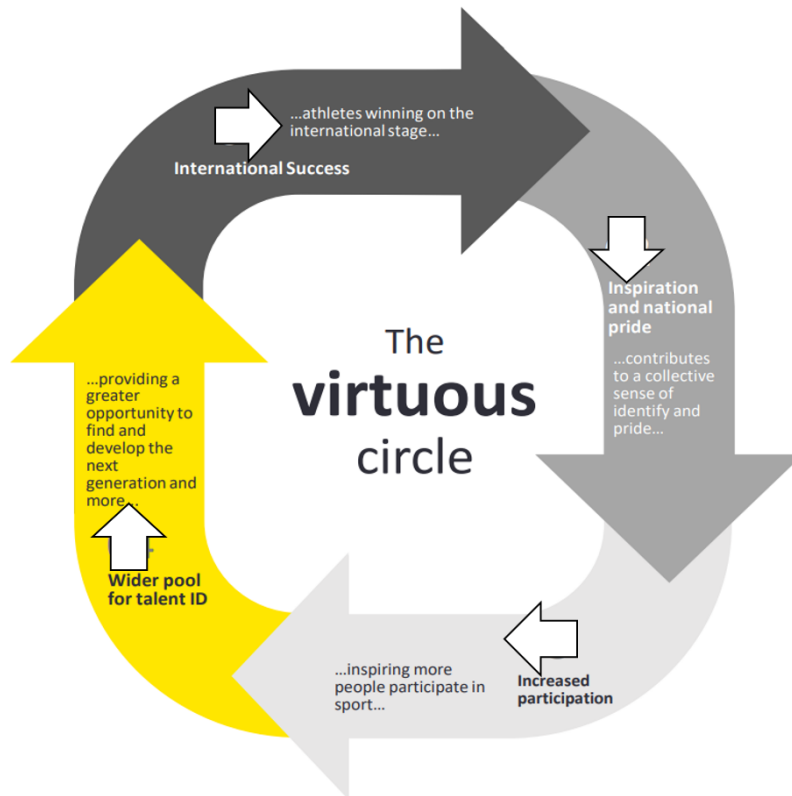 ...athletes winning on the
international stage...
International Success
Inspiration
and national
pride
...contributes
to a collective
sense of
identify and
pride...
The
virtuous
circle
...providing a
greater
opportunity to
find and
develop the
next
generation and
more...
Wider pool
for talent ID
...inspiring more
people participate in
sport...
Increased
participation